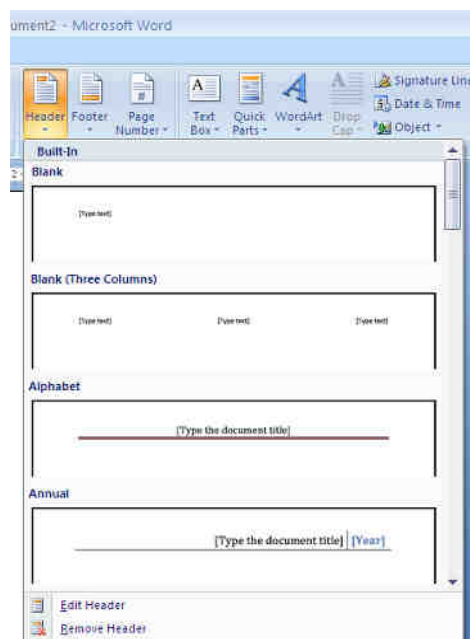 ument2 - Microsoft Word
Header Footer Page Number Text Box Quick Parts WordArt Drop Cap Signature Line
Date & Time
Object
Built-In
Blank
[Type text]
Blank (Three Columns)
[Type text] [Type text] [Type text]
Alphabet
[Type the document title]
Annual
[Type the document title] [Year]
Edit Header
Remove Header